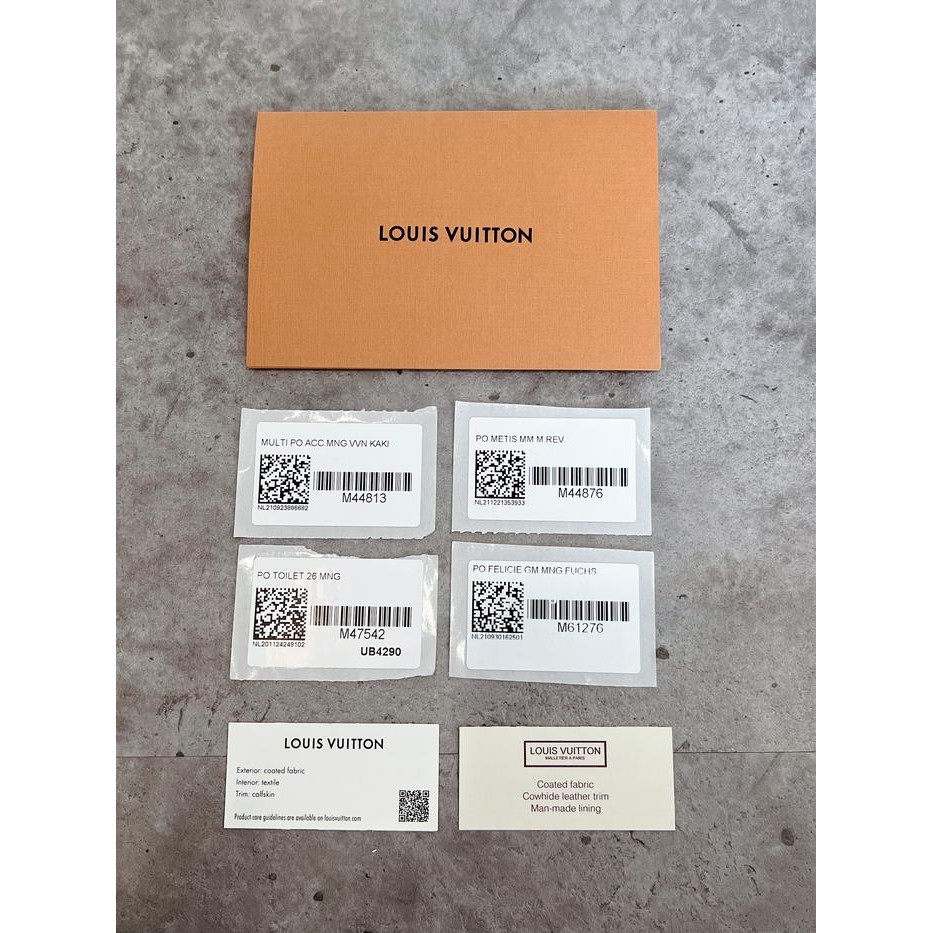 LOUIS VUITTON
MULTI PO ACC MNG VVN KAKI
M44813
NL210923886682
PO METIS MM M REV
M44876
NL211221353933
PO TOILET 26 MNG
M47542
NL201124248102
UB4290
PO FELICIE GM MNG FUCHS
M61276
NL210930162501
LOUIS VUITTON
Exterior: coated fabric
Interior: textile
Trim: calfskin
Product care guidelines are available on louisvuitton.com
LOUIS VUITTON
MALLETIER A PARIS
Coated fabric
Cowhide leather trim
Man-made lining